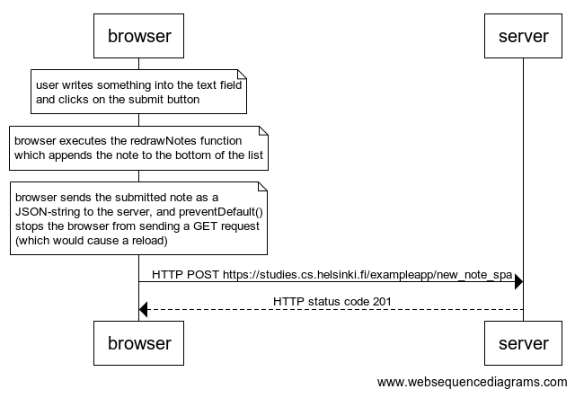 browser
server
user writes something into the text field
and clicks on the submit button
browser executes the redrawNotes function
which appends the note to the bottom of the list
browser sends the submitted note as a
JSON-string to the server, and preventDefault()
stops the browser from sending a GET request
(which would cause a reload)
HTTP POST https://studies.cs.helsinki.fi/exampleapp/new_note_spa
HTTP status code 201
browser
server
www.websequencediagrams.com